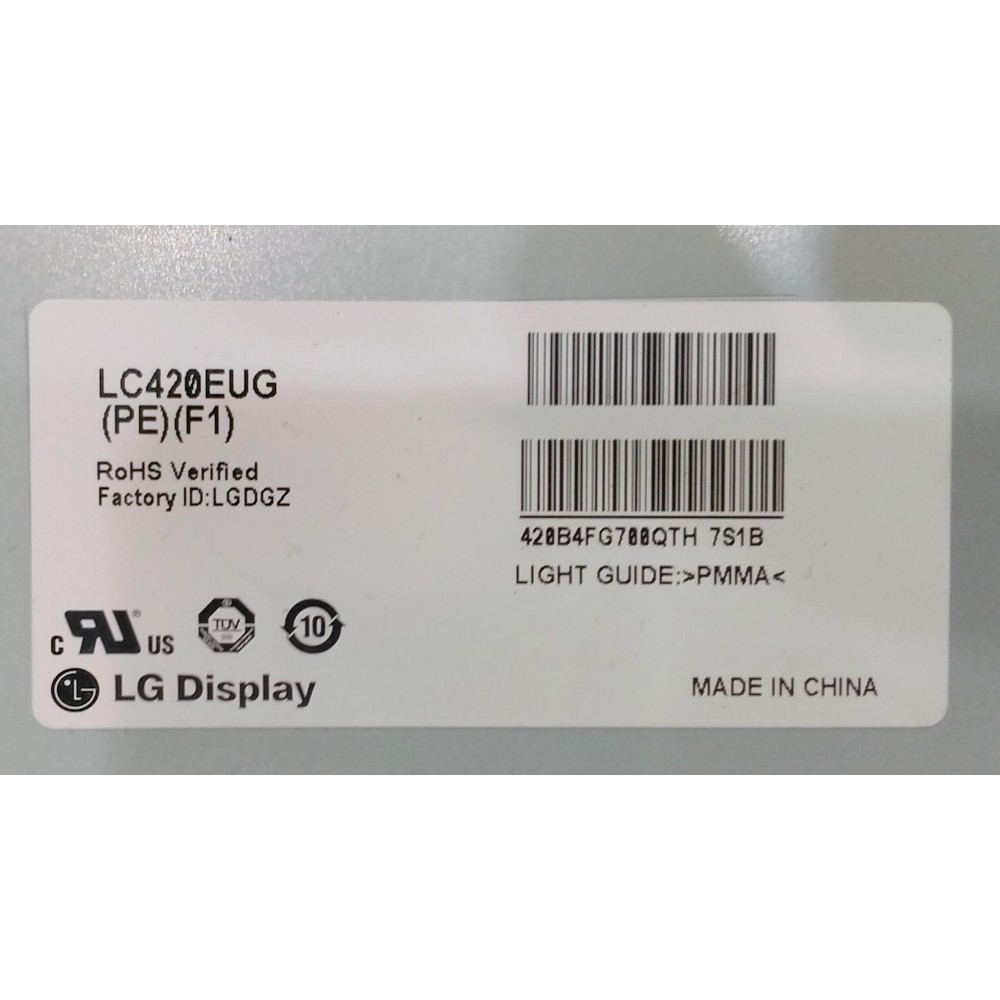 LC420EUG
(PE)(F1)
RoHS Verified
Factory ID:LGDGZ
420B4FG700QTH 7S1B
LIGHT GUIDE:>PMMA<
c RU ® US
TÜV
10
LG Display
MADE IN CHINA